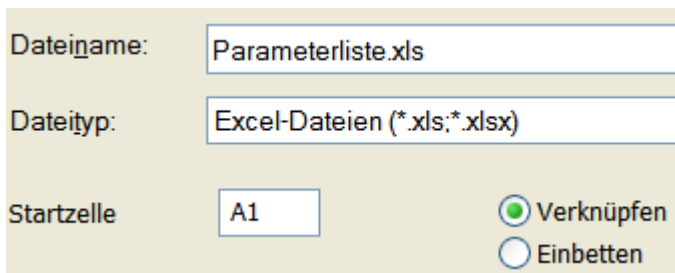 Dateiname: Parameterliste.xls
Dateityp: Excel-Dateien (*.xls;*.xlsx)
Startzelle A1 Verknüpfen
Einbetten